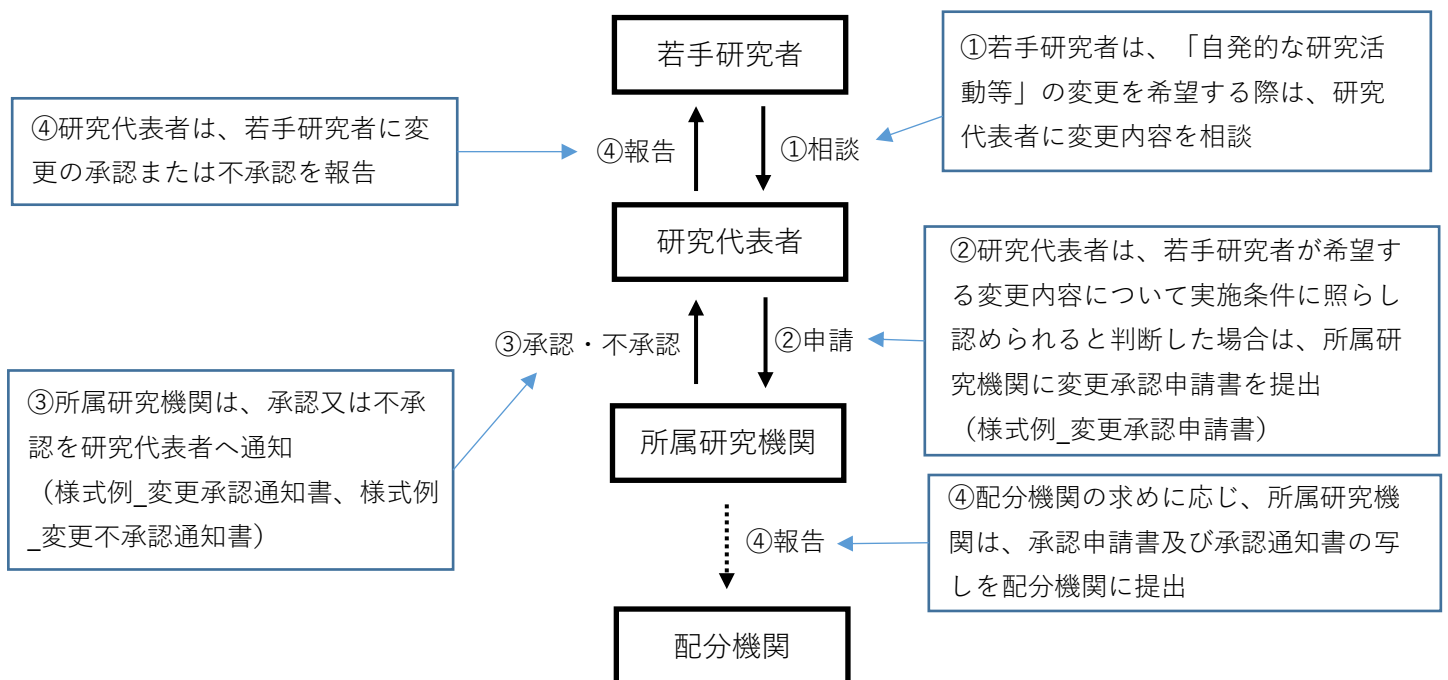 若手研究者
①若手研究者は、「自発的な研究活
動等」の変更を希望する際は、研究
代表者に変更内容を相談
④研究代表者は、若手研究者に変
更の承認または不承認を報告
④報告
①相談
研究代表者
②研究代表者は、若手研究者が希望す
る変更内容について実施条件に照らし
認められると判断した場合は、所属研
究機関に変更承認申請書を提出
（様式例_変更承認申請書）
③承認・不承認
②申請
③所属研究機関は、承認又は不承
認を研究代表者へ通知
（様式例_変更承認通知書、様式例
_変更不承認通知書）
所属研究機関
④配分機関の求めに応じ、所属研究機
関は、承認申請書及び承認通知書の写
しを配分機関に提出
④報告
配分機関